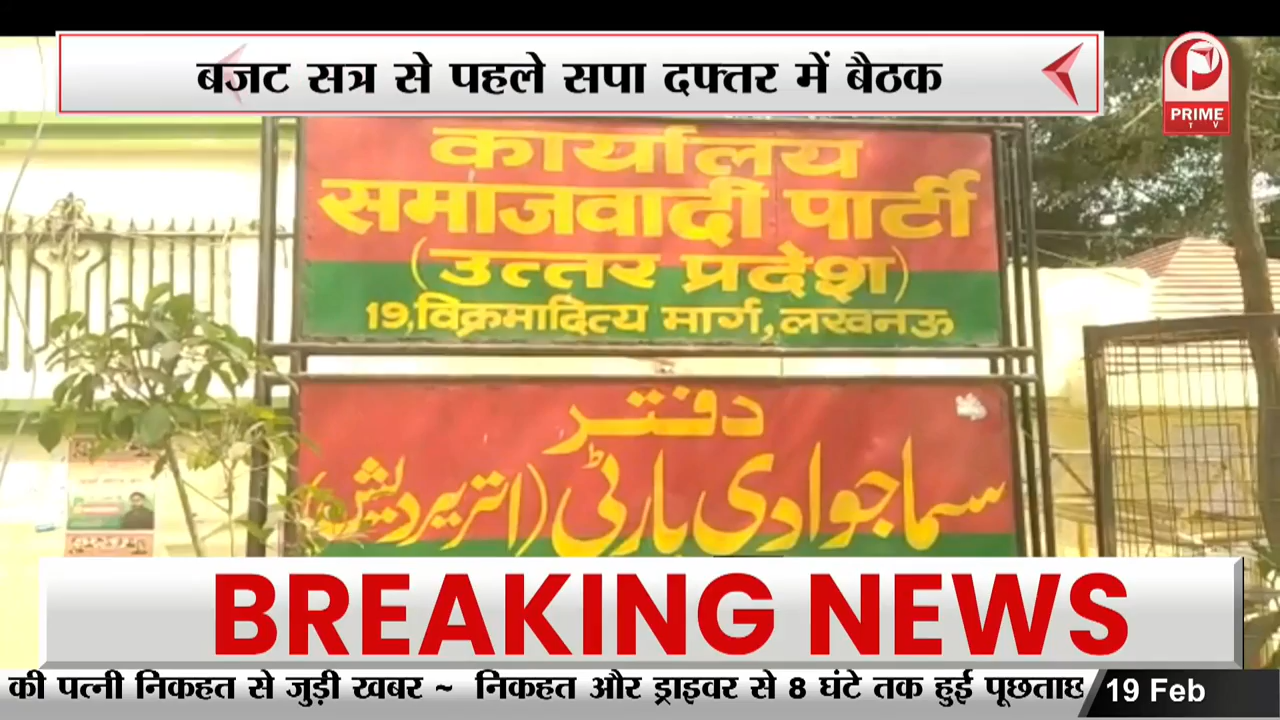 बजट सत्र से पहले सपा दफ्तर में बैठक
PRIME
TV
कार्यालय
समाजवादी पार्टी
(उत्तर प्रदेश)
19,विक्रमादित्य मार्ग,लखनऊ
دفتر
سماجوادی پارٹی (اترپردیش)
BREAKING NEWS
की पत्नी निकहत से जुड़ी खबर ~ निकहत और ड्राइवर से 8 घंटे तक हुई पूछताछ
19 Feb